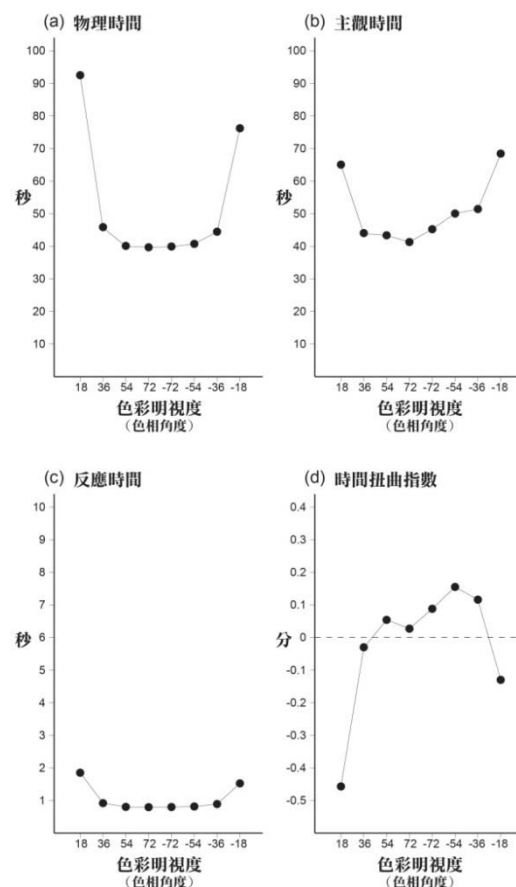 (a) 物理時間
100
90
80
70
60
50
40
30
20
10
秒
18 36 54 72 -72 -54 -36 -18
色彩明視度
（色相角度）
(b) 主觀時間
100
90
80
70
60
50
40
30
20
10
秒
18 36 54 72 -72 -54 -36 -18
色彩明視度
（色相角度）
(c) 反應時間
10
9
8
7
6
5
4
3
2
1
秒
18 36 54 72 -72 -54 -36 -18
色彩明視度
（色相角度）
(d) 時間扭曲指數
0.4
0.3
0.2
0.1
0
-0.1
-0.2
-0.3
-0.4
-0.5
分
18 36 54 72 -72 -54 -36 -18
色彩明視度
（色相角度）